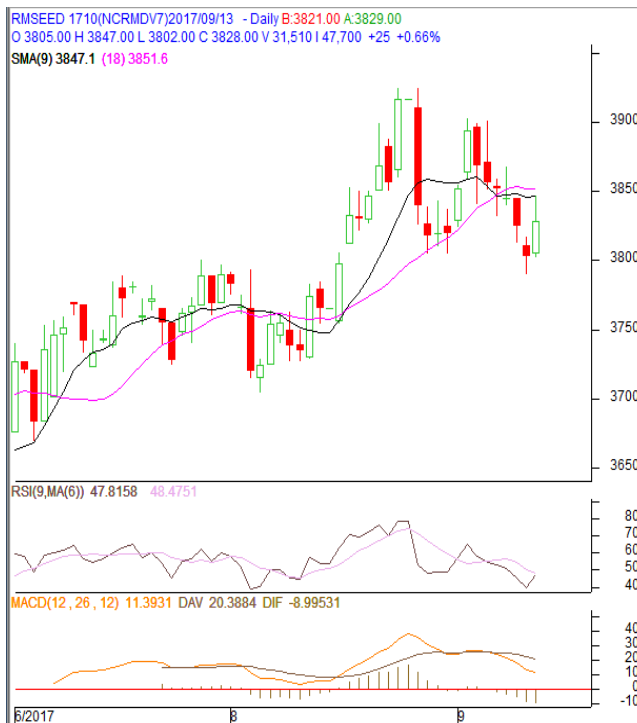 RMSEED 1710(NCRMDV7)2017/09/13 - Daily B:3821.00 A:3829.00
O 3805.00 H 3847.00 L 3802.00 C 3828.00 V 31,510 I 47,700 +25 +0.66%
SMA(9) 3847.1 (18) 3851.6
3900
3850
3800
3750
3700
3650
RSI(9,MA(6)) 47.8158 48.4751
80
70
60
50
40
MACD(12 , 26 , 12) 11.3931 DAV 20.3884 DIF -8.99531
40
30
20
10
0
-10
6/2017 8 9